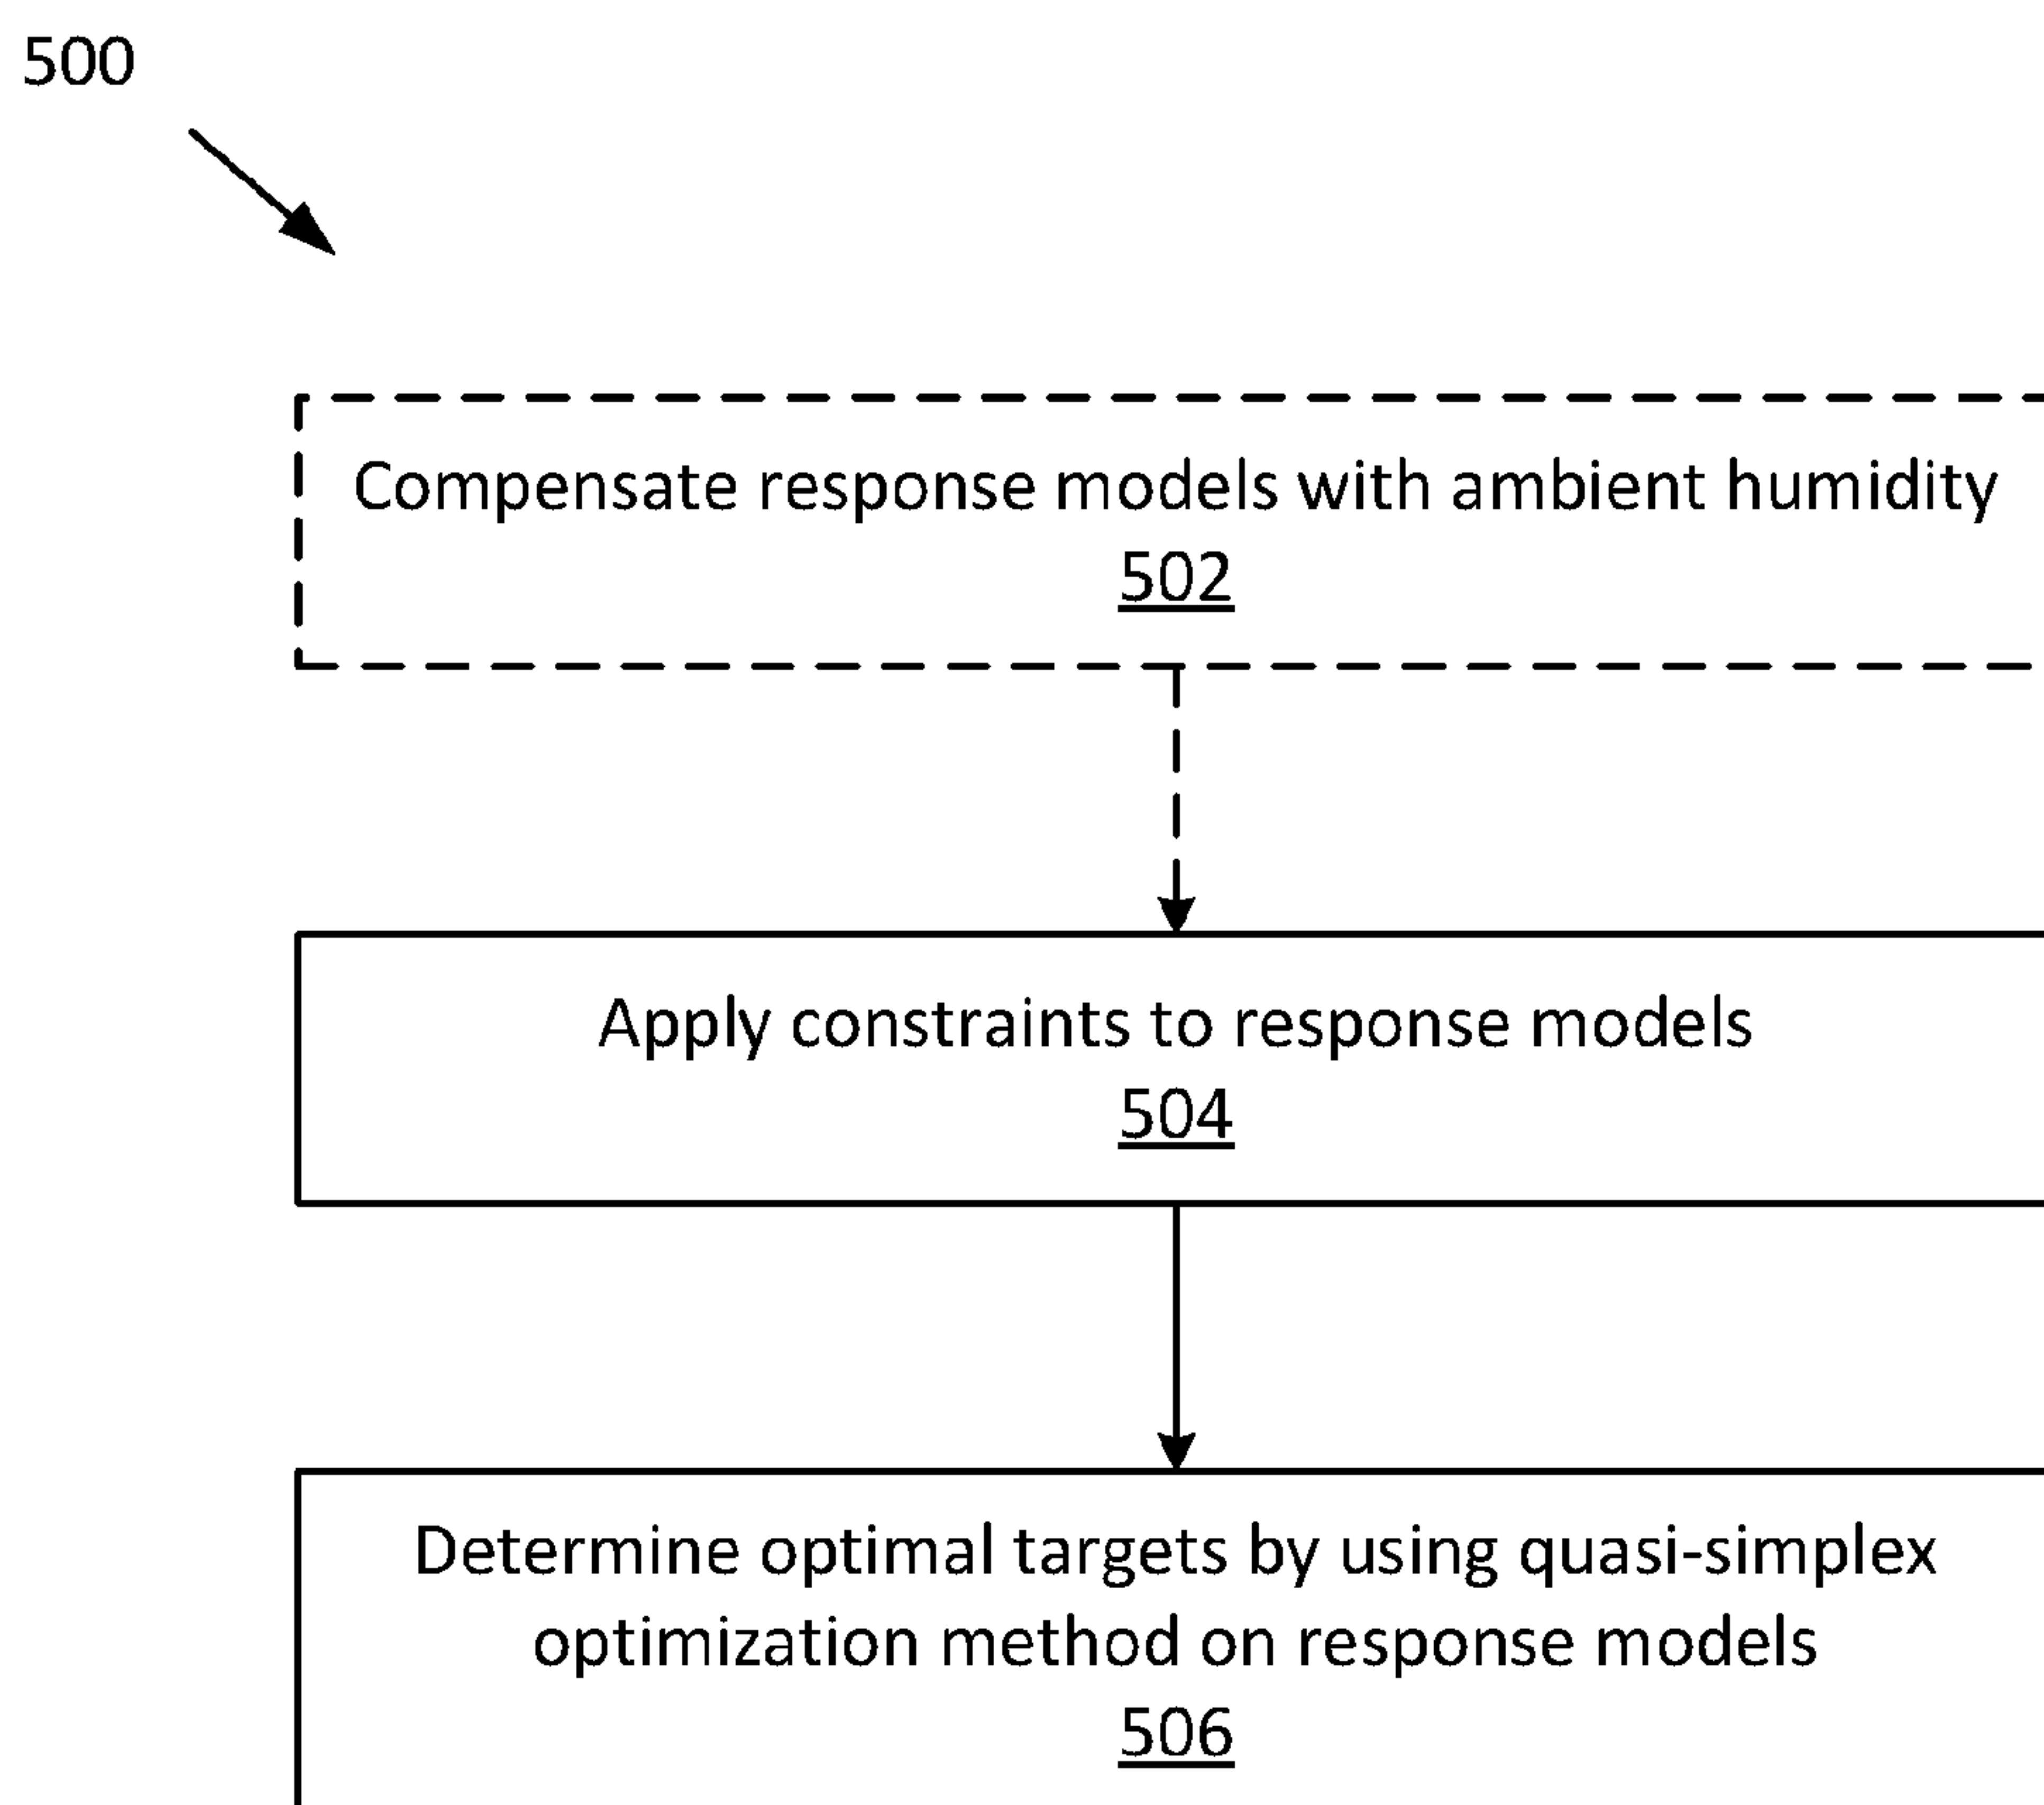 500
Compensate response models with ambient humidity
502
Apply constraints to response models
504
Determine optimal targets by using quasi-simplex
optimization method on response models
506